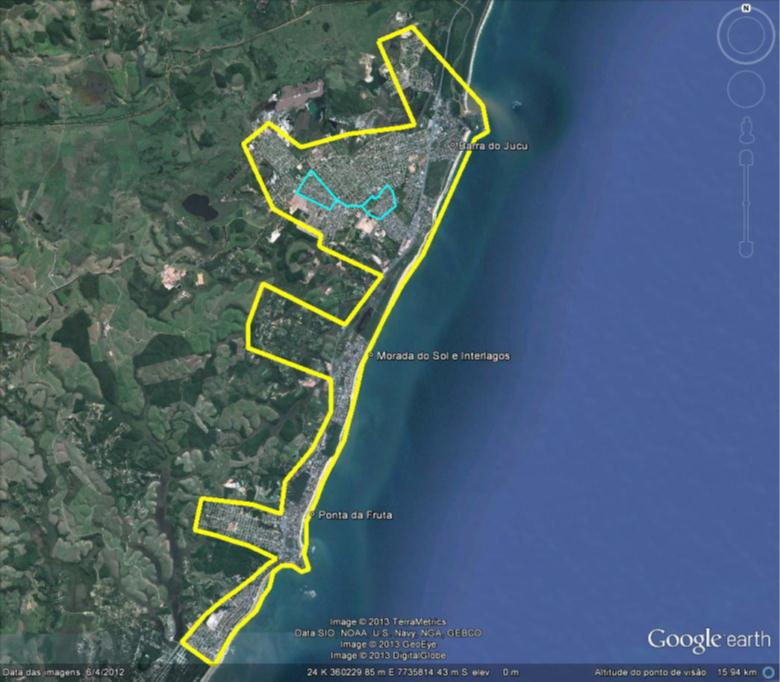 N
Barra do Jucu
Morada do Sol e Interlagos
Ponta da Fruta
Image © 2013 TerraMetrics
Data SIO, NOAA, U.S. Navy, NGA, GEBCO
Image © 2013 GeoEye
Image © 2013 DigitalGlobe
Google earth
Data das imagens: 6/4/2012
24 K 360229.85 m E 7735814.43 m S elev 0 m
Altitude do ponto de visão 15.94 km